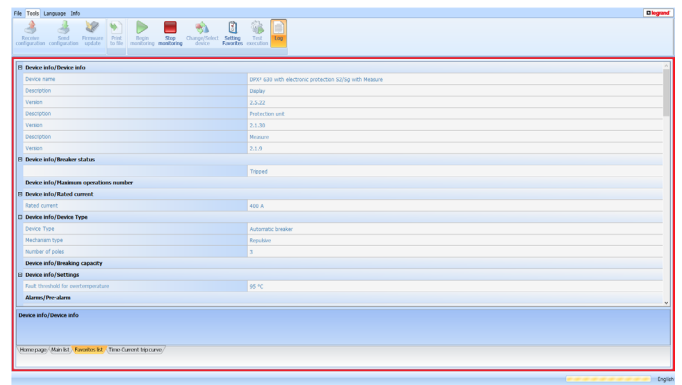 File Tools Language Info
legrand
Receive configuration
Send configuration
Firmware update
Print to file
Begin monitoring
Stop monitoring
Change/Select device
Setting Favorites
Test execution
Log
Device info/Device info
Device name DPX³ 630 with electronic protection S2/Sg with Measure
Description Display
Version 2.5.22
Description Protection unit
Version 2.1.30
Description Measure
Version 2.1.9
Device info/Breaker status
Tripped
Device info/Maximum operations number
Device info/Rated current
Rated current 400 A
Device info/Device Type
Device Type Automatic breaker
Mechanism type Repulsive
Number of poles 3
Device info/Breaking capacity
Device info/Settings
Fault threshold for overtemperature 95 °C
Alarms/Pre-alarm
Device info/Device info
Home page Main list Favorites list Time-Current trip curve
English